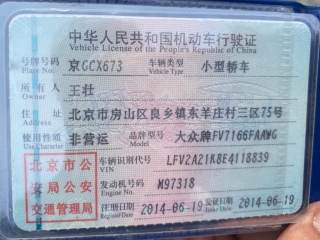 中华人民共和国机动车行驶证
Vehicle License of the People's Republic of China
号牌号码 京GCX673 车辆类型 小型轿车
Plate No. Vehicle Type
所有人 王壮
Owner
住址 北京市房山区良乡镇东羊庄村三区75号
Address
使用性质 非营运 品牌型号 大众牌FV7166FAAWG
Use Character Model
北京市公安局公安交通管理局
车辆识别代号 LFV2A21K8E4118839
VIN
发动机号码 M97318
Engine No.
注册日期 2014-06-19 发证日期 2014-06-19
Register Date Issue Date